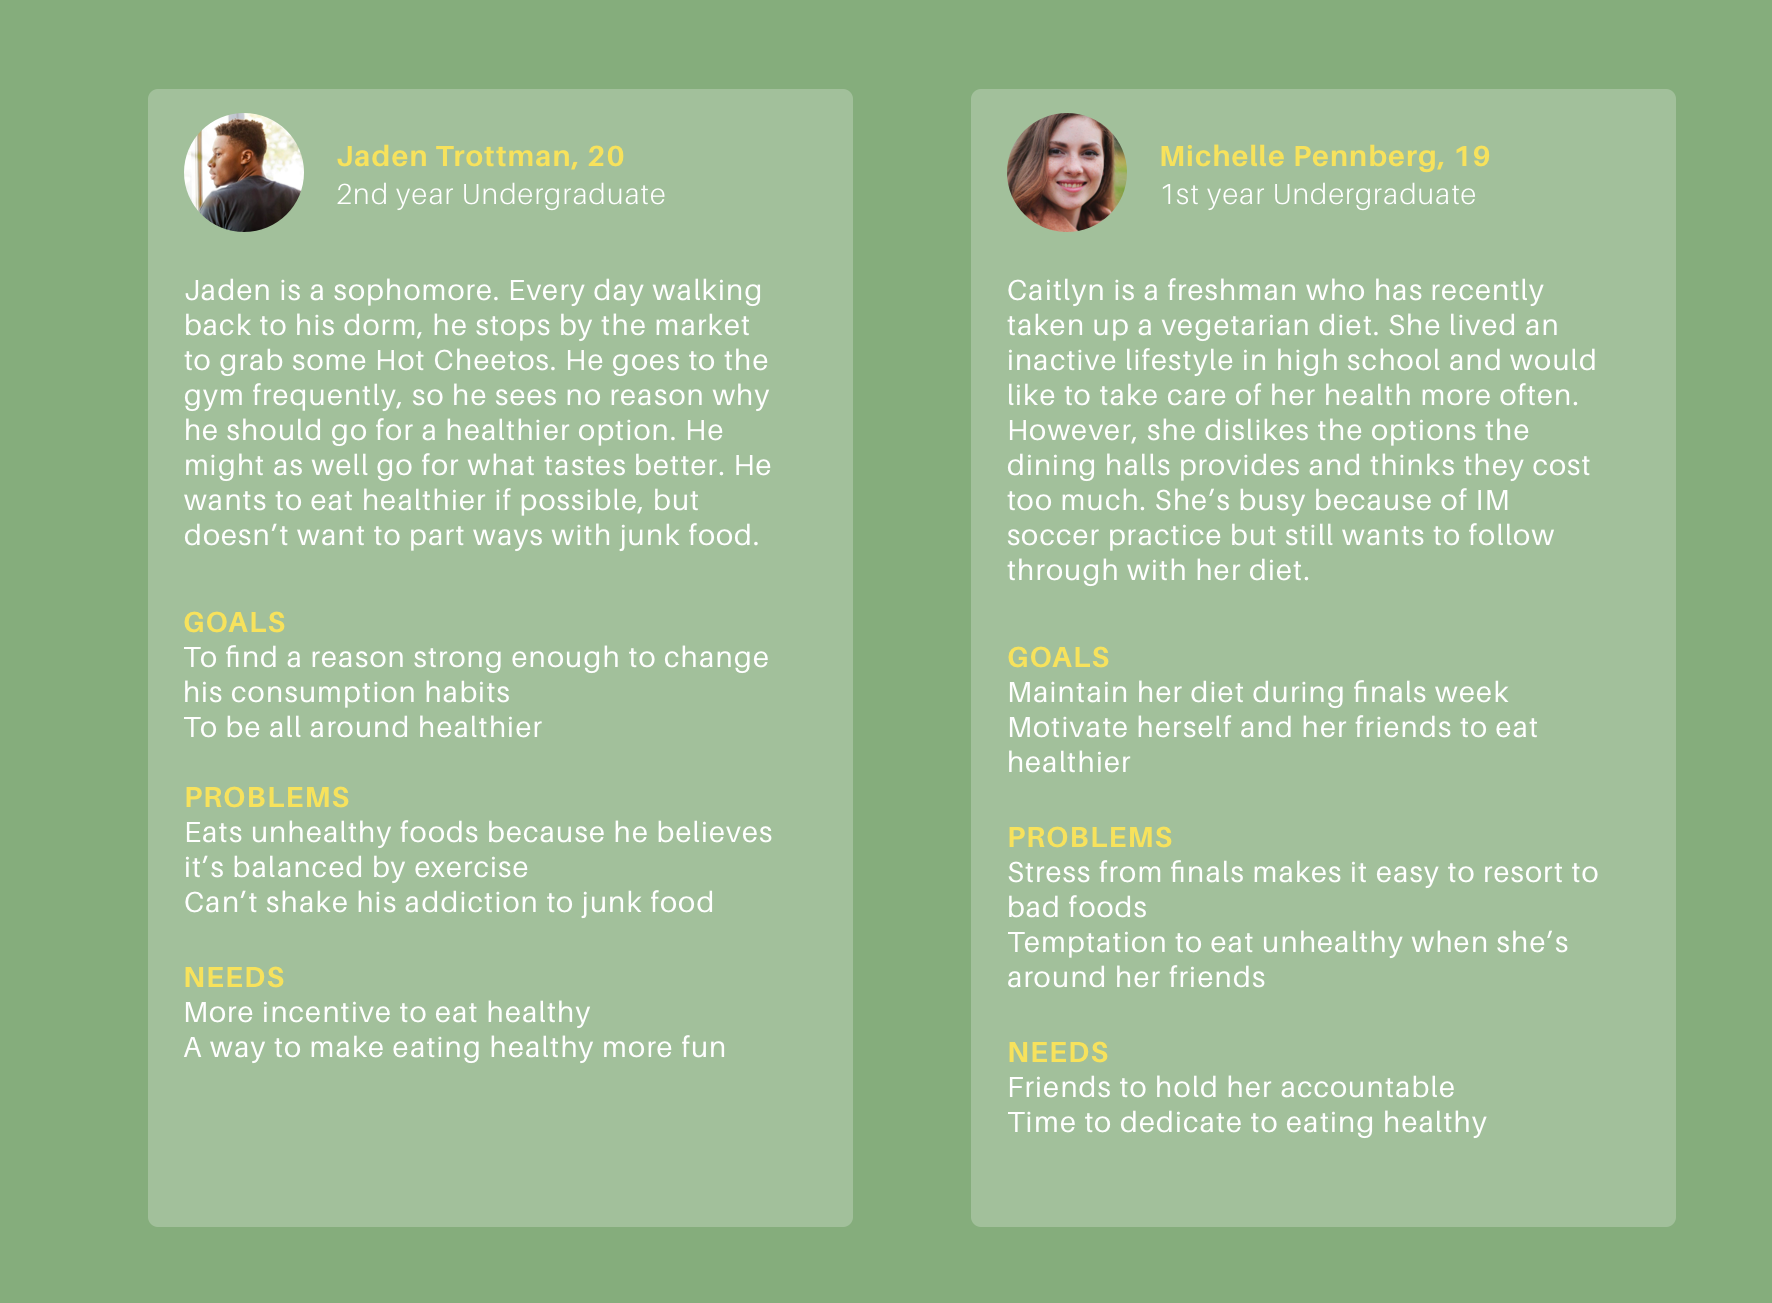 Jaden Trottman, 20
2nd year Undergraduate
Jaden is a sophomore. Every day walking
back to his dorm, he stops by the market
to grab some Hot Cheetos. He goes to the
gym frequently, so he sees no reason why
he should go for a healthier option. He
might as well go for what tastes better. He
wants to eat healthier if possible, but
doesn’t want to part ways with junk food.
GOALS
To find a reason strong enough to change
his consumption habits
To be all around healthier
PROBLEMS
Eats unhealthy foods because he believes
it’s balanced by exercise
Can’t shake his addiction to junk food
NEEDS
More incentive to eat healthy
A way to make eating healthy more fun
Michelle Pennberg, 19
1st year Undergraduate
Caitlyn is a freshman who has recently
taken up a vegetarian diet. She lived an
inactive lifestyle in high school and would
like to take care of her health more often.
However, she dislikes the options the
dining halls provides and thinks they cost
too much. She’s busy because of IM
soccer practice but still wants to follow
through with her diet.
GOALS
Maintain her diet during finals week
Motivate herself and her friends to eat
healthier
PROBLEMS
Stress from finals makes it easy to resort to
bad foods
Temptation to eat unhealthy when she’s
around her friends
NEEDS
Friends to hold her accountable
Time to dedicate to eating healthy